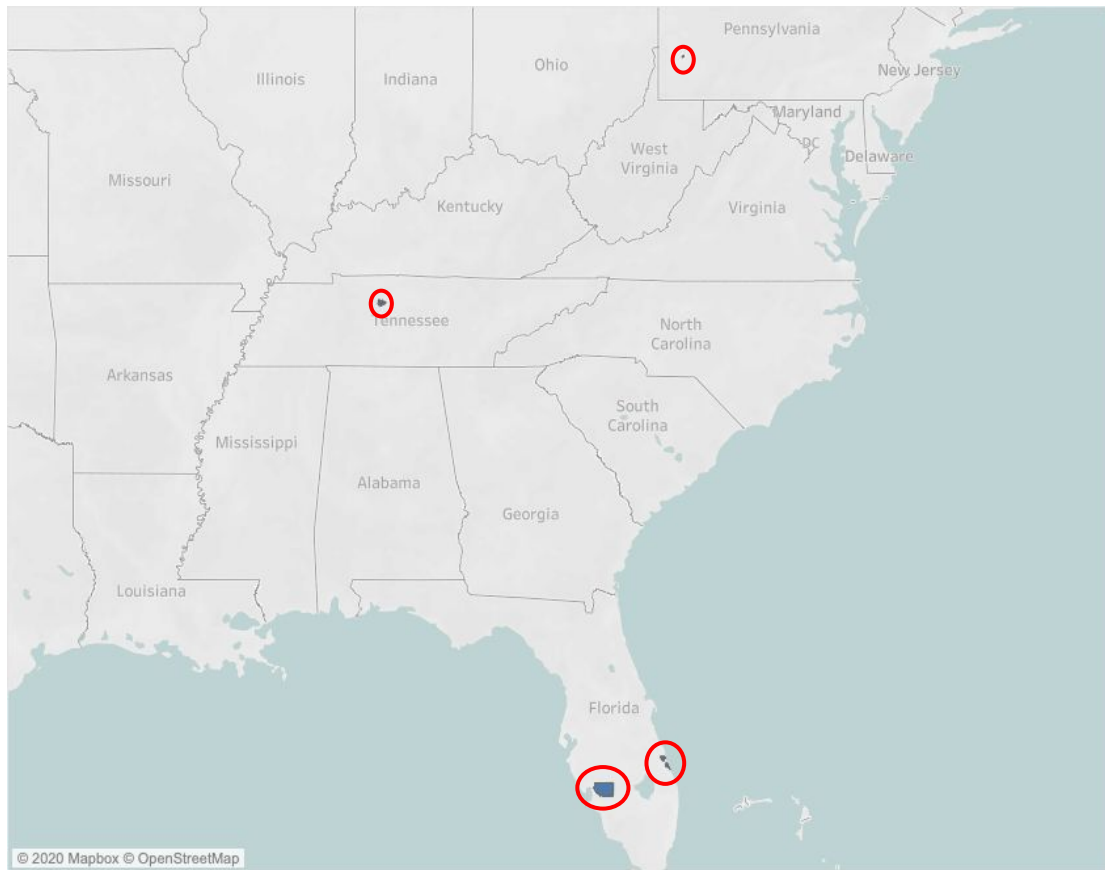 Pennsylvania
Ohio
Illinois
Indiana
New Jersey
Maryland
DC
West
Virginia
Delaware
Missouri
Kentucky
Virginia
Tennessee
North
Carolina
Arkansas
South
Carolina
Mississippi
Alabama
Georgia
Louisiana
Florida
© 2020 Mapbox © OpenStreetMap